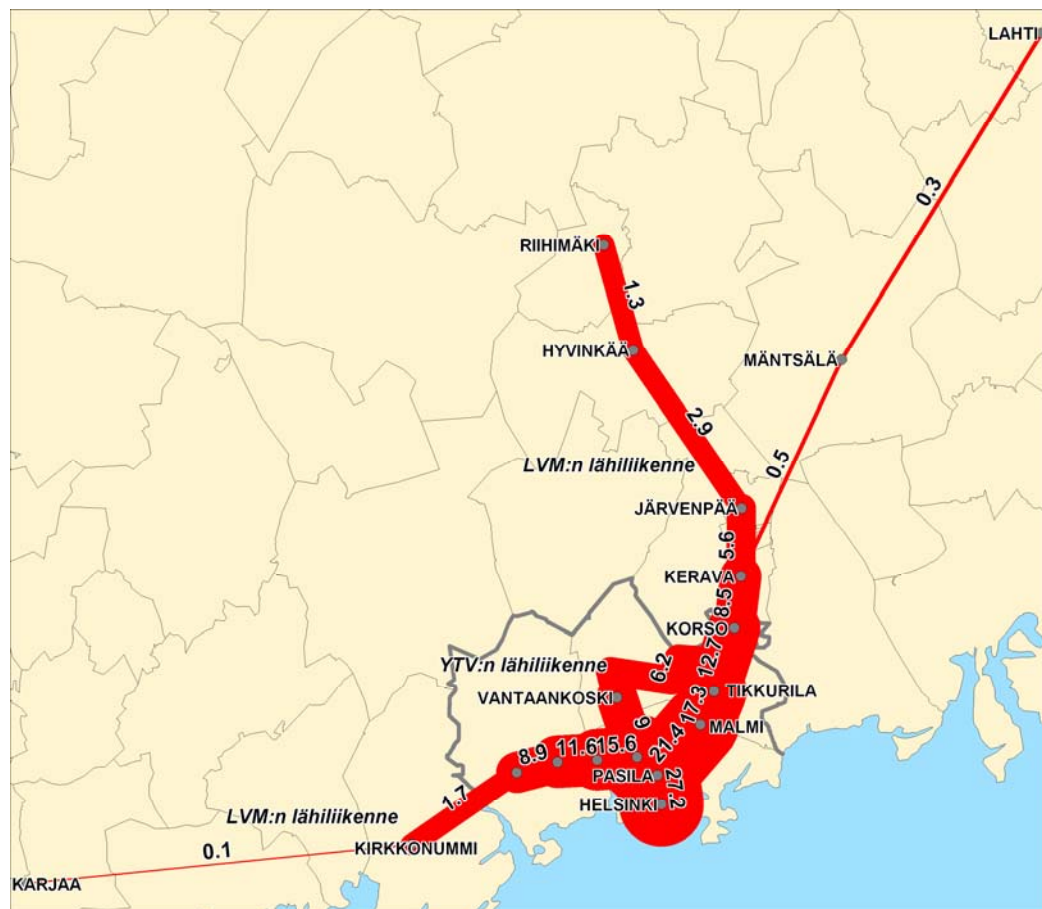 LAHTI
0.3
RIIHIMÄKI
1.3
HYVINKÄÄ
MÄNTSÄLÄ
2.9
LVM:n lähiliikenne
0.5
JÄRVENPÄÄ
5.6
KERAVA
8.5
KORSO
12.7
YTV:n lähiliikenne
6.2
VANTAANKOSKI
TIKKURILA
17.3
MALMI
9
21.4
15.6
11.6
8.9
PASILA
27.2
HELSINKI
1.7
LVM:n lähiliikenne
KIRKKONUMMI
0.1
KARJAA